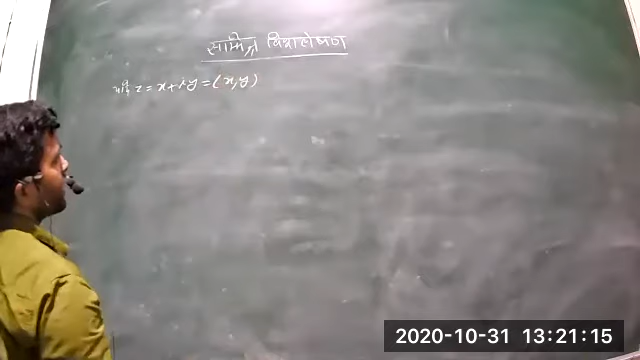 सम्मिश्र विश्लेषण
यदि z = x + iy = (x, y)
2020-10-31 13:21:15